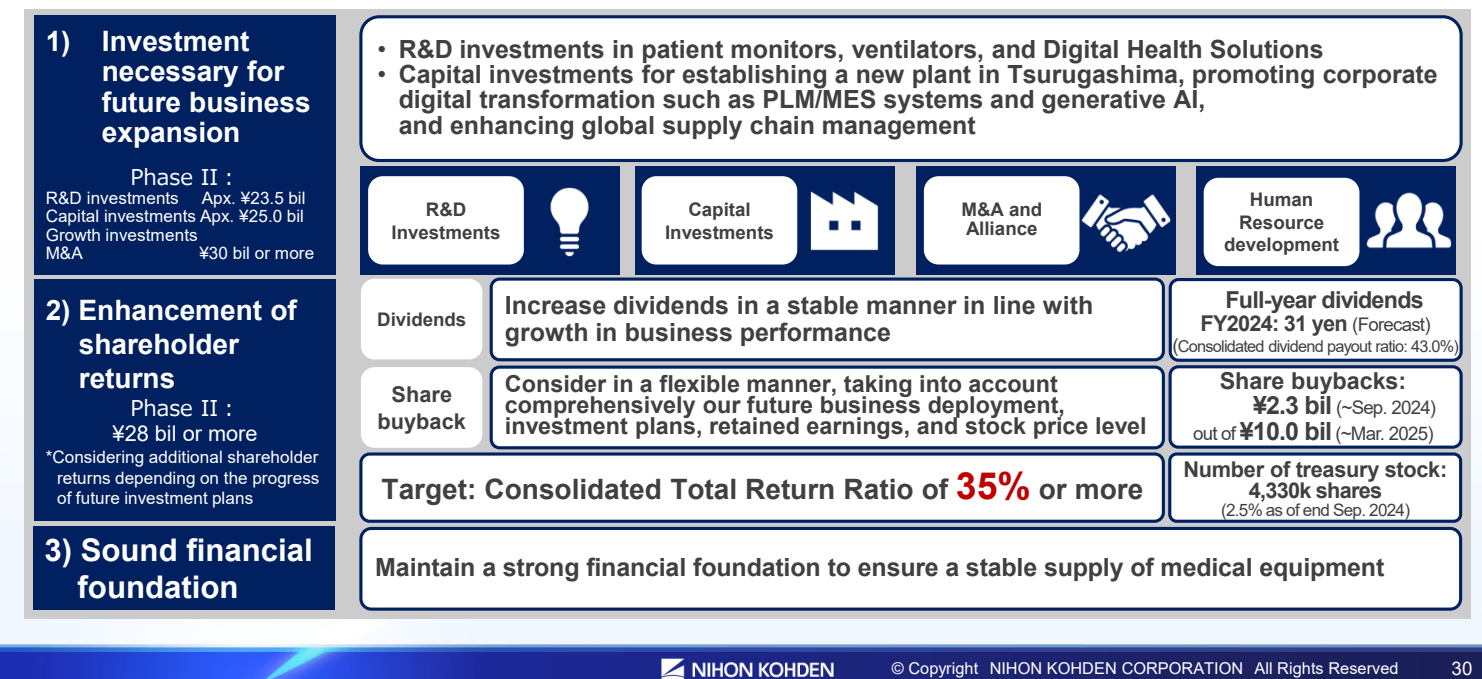 1) Investment
necessary for
future business
expansion
Phase II :
R&D investments Apx. ¥23.5 bil
Capital investments Apx. ¥25.0 bil
Growth investments
M&A ¥30 bil or more
• R&D investments in patient monitors, ventilators, and Digital Health Solutions
• Capital investments for establishing a new plant in Tsurugashima, promoting corporate
digital transformation such as PLM/MES systems and generative AI,
and enhancing global supply chain management
R&D
Investments
Capital
Investments
M&A and
Alliance
Human
Resource
development
2) Enhancement of
shareholder
returns
Phase II :
¥28 bil or more
*Considering additional shareholder
returns depending on the progress
of future investment plans
Dividends
Increase dividends in a stable manner in line with
growth in business performance
Full-year dividends
FY2024: 31 yen (Forecast)
(Consolidated dividend payout ratio: 43.0%)
Share
buyback
Consider in a flexible manner, taking into account
comprehensively our future business deployment,
investment plans, retained earnings, and stock price level
Share buybacks:
¥2.3 bil (~Sep. 2024)
out of ¥10.0 bil (~Mar. 2025)
Target: Consolidated Total Return Ratio of 35% or more
Number of treasury stock:
4,330k shares
(2.5% as of end Sep. 2024)
3) Sound financial
foundation
Maintain a strong financial foundation to ensure a stable supply of medical equipment
NIHON KOHDEN
© Copyright NIHON KOHDEN CORPORATION All Rights Reserved
30